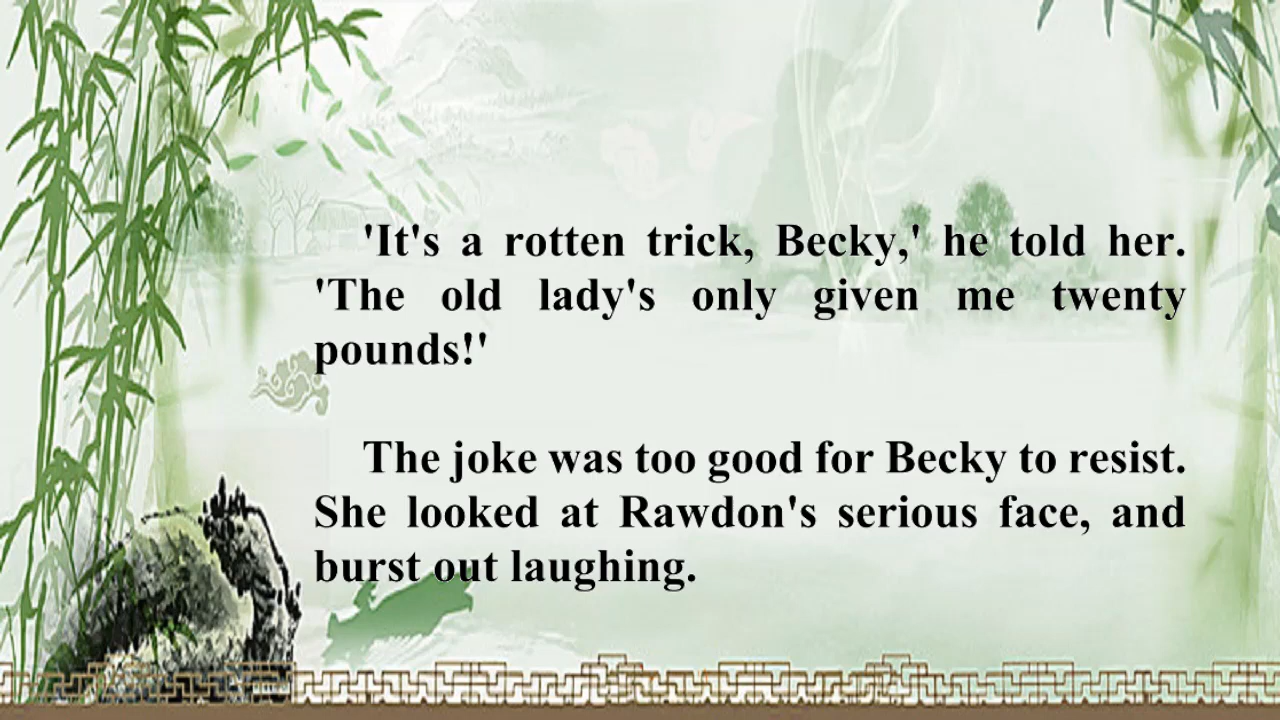 'It's a rotten trick, Becky,' he told her.
'The old lady's only given me twenty
pounds!'
The joke was too good for Becky to resist.
She looked at Rawdon's serious face, and
burst out laughing.